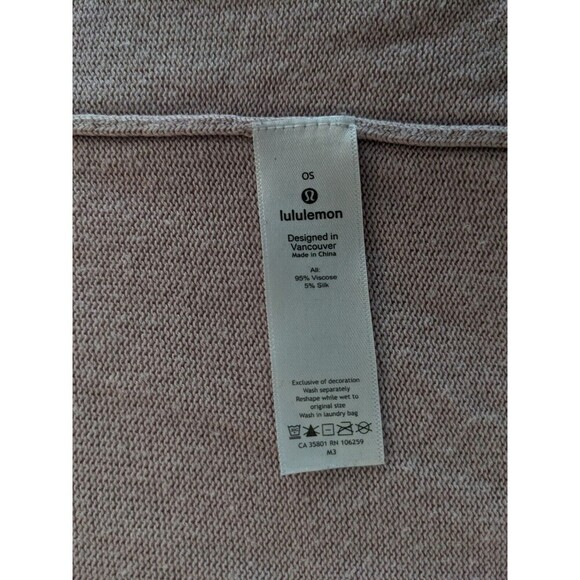 OS
lululemon
Designed in
Vancouver
Made in China
All:
95% Viscose
5% Silk
Exclusive of decoration
Wash separately
Reshape while wet to
original size
Wash in laundry bag
CA 35801 RN 106259
M3